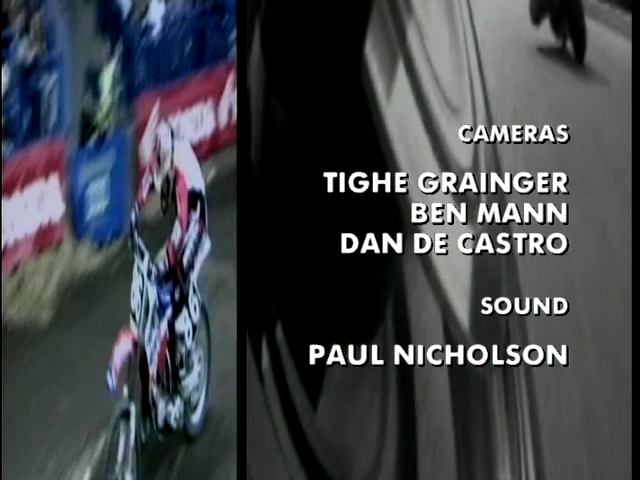 CAMERAS
TIGHE GRAINGER
BEN MANN
DAN DE CASTRO
SOUND
PAUL NICHOLSON